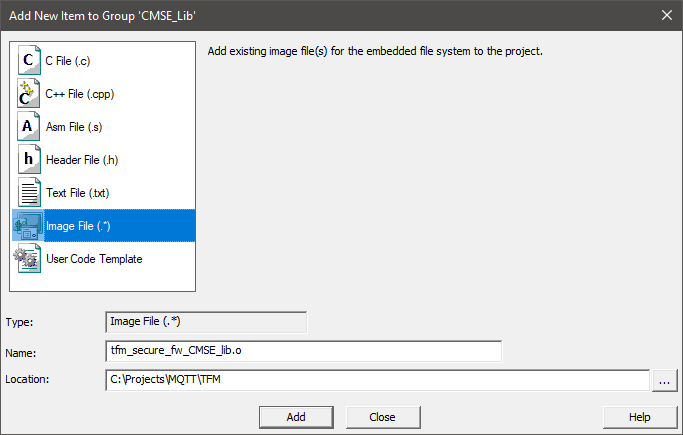 Add New Item to Group 'CMSE_Lib'
C
C File (.c)
Add existing image file(s) for the embedded file system to the project.
C
C++ File (.cpp)
A
Asm File (.s)
h
Header File (.h)
Text File (.txt)
Image File (.*)
User Code Template
Type:
Image File (.*)
Name:
tfm_secure_fw_CMSE_lib.o
Location:
C:\Projects\MQTT\TFM
...
Add
Close
Help